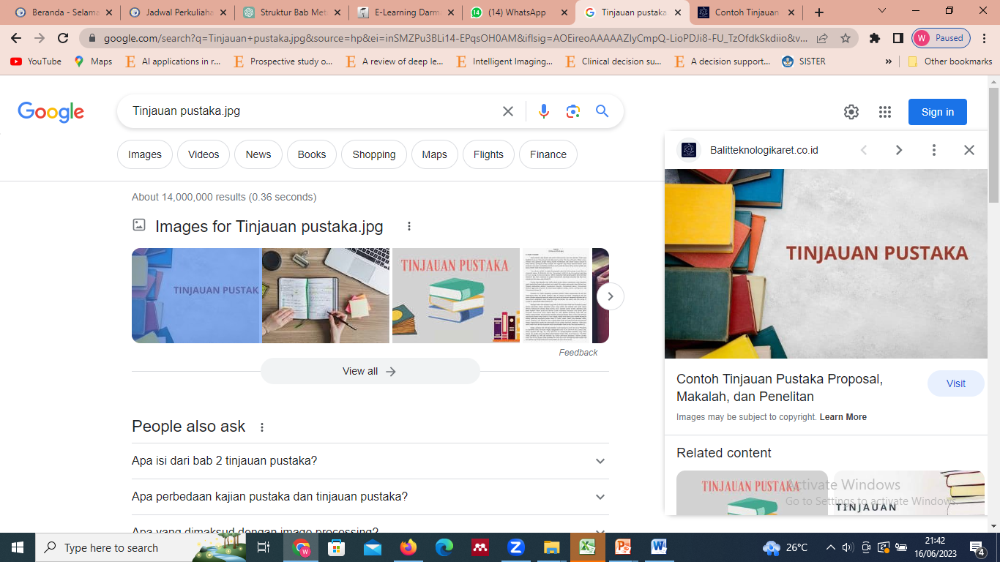 Beranda - Selama
Jadwal Perkuliaha
Struktur Bab Met
E-Learning Darm
(14) WhatsApp
Tinjauan pustaka
Contoh Tinjauan
google.com/search?q=Tinjauan+pustaka.jpg&source=hp&ei=inSMZPu3BLi14-EPqsOH0AM&iflsig=AOEireoAAAAAZIyCmpQ-LioPDJi8-FU_TzOfdkSkdiio&v...
W Paused
YouTube
Maps
AI applications in r...
Prospective study o...
A review of deep le...
Intelligent Imaging...
Clinical decision su...
A decision support...
SISTER
»
Other bookmarks
Google
Tinjauan pustaka.jpg
Sign in
Images
Videos
News
Books
Shopping
Maps
Flights
Finance
Balitteknologikaret.co.id
About 14,000,000 results (0.36 seconds)
Images for Tinjauan pustaka.jpg
TINJAUAN PUSTAK
TINJAUAN PUSTAKA
TINJAUAN PUSTAKA
Feedback
View all
Contoh Tinjauan Pustaka Proposal,
Makalah, dan Penelitan
Visit
Images may be subject to copyright. Learn More
People also ask
Apa isi dari bab 2 tinjauan pustaka?
Apa perbedaan kajian pustaka dan tinjauan pustaka?
Apa yang dimaksud dengan image processing?
Related content
TINJAUAN PUSTAKA
TINJAUAN
Activate Windows
Go to Settings to activate Windows.
Type here to search
26°C
21:42
16/06/2023
4